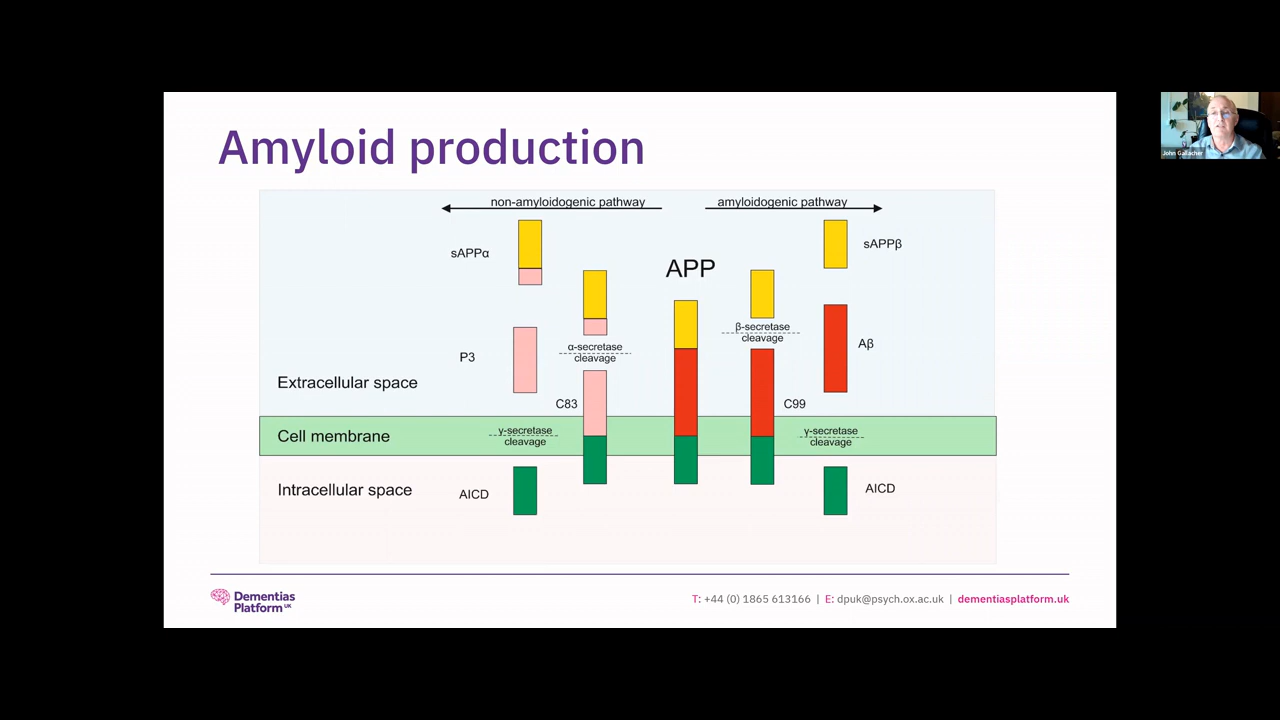 Amyloid production
non-amyloidogenic pathway
amyloidogenic pathway
sAPPα
sAPPβ
APP
β-secretase
cleavage
α-secretase
cleavage
P3
Aβ
Extracellular space
C83
C99
Cell membrane
γ-secretase
cleavage
γ-secretase
cleavage
Intracellular space
AICD
AICD
Dementias
Platform UK
T: +44 (0) 1865 613166 | E: dpuk@psych.ox.ac.uk | dementiasplatform.uk
John Gallacher